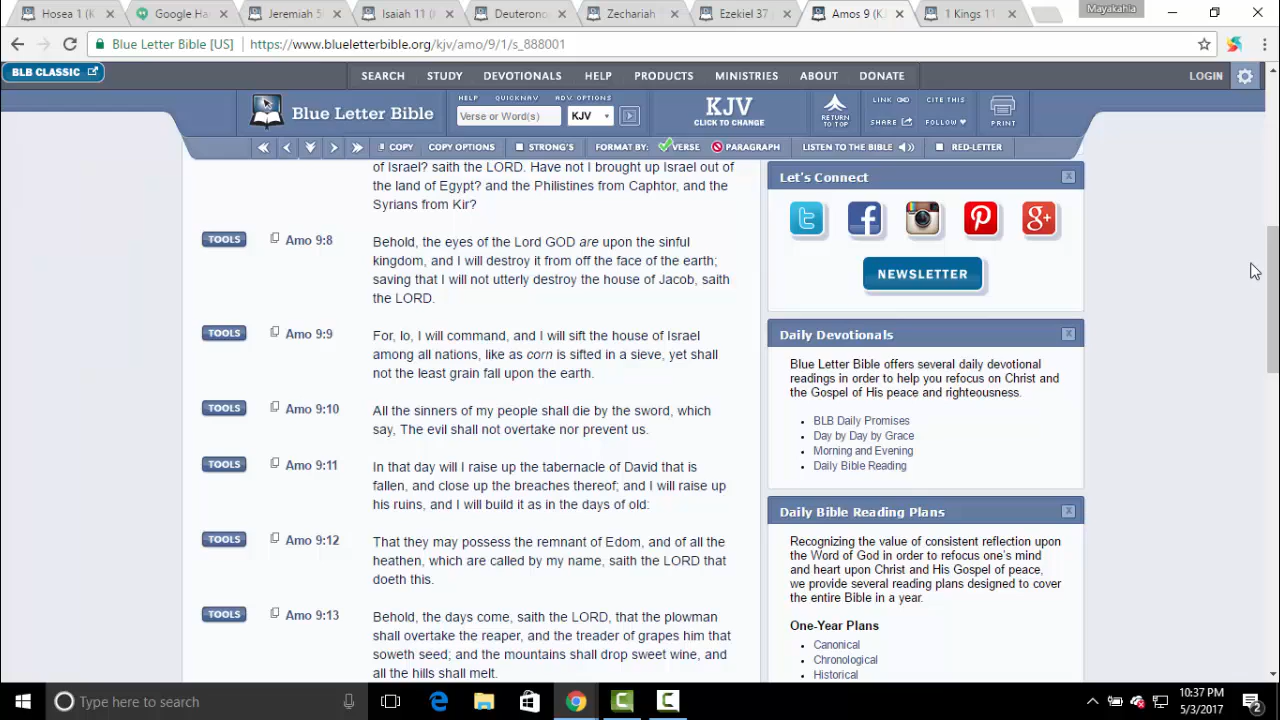 Hosea 1 (K
Google Ha
Jeremiah 5
Isaiah 11 (
Deuterono
Zechariah
Ezekiel 37
Amos 9 (K
1 Kings 11
Mayakahla
Blue Letter Bible [US]
https://www.blueletterbible.org/kjv/amo/9/1/s_888001
BLB CLASSIC
SEARCH STUDY DEVOTIONALS HELP PRODUCTS MINISTRIES ABOUT DONATE LOGIN
Blue Letter Bible
HELP QUICKNAV ADV. OPTIONS
Verse or Word(s) KJV
KJV
CLICK TO CHANGE
RETURN
TO TOP
LINK CITE THIS
SHARE FOLLOW
PRINT
COPY COPY OPTIONS STRONG'S FORMAT BY: VERSE PARAGRAPH LISTEN TO THE BIBLE RED-LETTER
of Israel? saith the LORD. Have not I brought up Israel out of
the land of Egypt? and the Philistines from Caphtor, and the
Syrians from Kir?
TOOLS Amo 9:8 Behold, the eyes of the Lord GOD are upon the sinful
kingdom, and I will destroy it from off the face of the earth;
saving that I will not utterly destroy the house of Jacob, saith
the LORD.
TOOLS Amo 9:9 For, lo, I will command, and I will sift the house of Israel
among all nations, like as corn is sifted in a sieve, yet shall
not the least grain fall upon the earth.
TOOLS Amo 9:10 All the sinners of my people shall die by the sword, which
say, The evil shall not overtake nor prevent us.
TOOLS Amo 9:11 In that day will I raise up the tabernacle of David that is
fallen, and close up the breaches thereof; and I will raise up
his ruins, and I will build it as in the days of old:
TOOLS Amo 9:12 That they may possess the remnant of Edom, and of all the
heathen, which are called by my name, saith the LORD that
doeth this.
TOOLS Amo 9:13 Behold, the days come, saith the LORD, that the plowman
shall overtake the reaper, and the treader of grapes him that
soweth seed; and the mountains shall drop sweet wine, and
all the hills shall melt.
Let's Connect
NEWSLETTER
Daily Devotionals
Blue Letter Bible offers several daily devotional
readings in order to help you refocus on Christ and
the Gospel of His peace and righteousness.
BLB Daily Promises
Day by Day by Grace
Morning and Evening
Daily Bible Reading
Daily Bible Reading Plans
Recognizing the value of consistent reflection upon
the Word of God in order to refocus one's mind
and heart upon Christ and His Gospel of peace,
we provide several reading plans designed to cover
the entire Bible in a year.
One-Year Plans
Canonical
Chronological
Historical
Type here to search
10:37 PM
5/3/2017
2